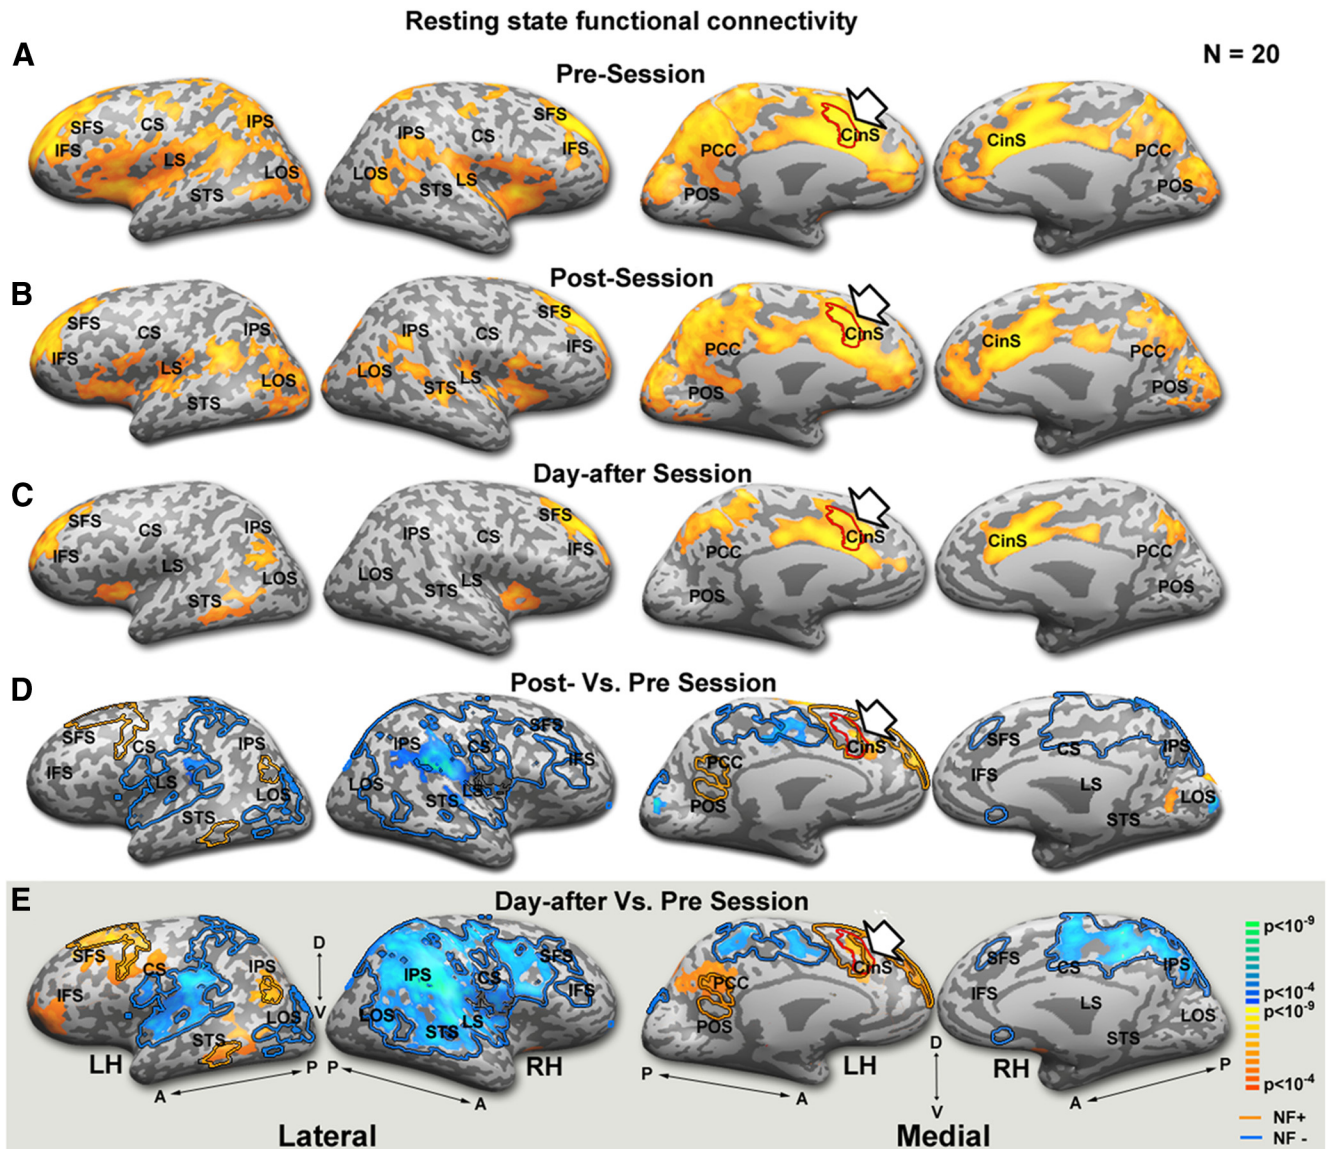 Resting state functional connectivity
A
N = 20
Pre-Session
SFS CS IPS IFS LS LOS STS
IPS CS SFS IFS LOS STS LS
CinS PCC POS
CinS PCC POS
B
Post-Session
SFS CS IPS IFS LS LOS STS
IPS CS SFS IFS LOS STS LS
CinS PCC POS
CinS PCC POS
C
Day-after Session
SFS CS IPS IFS LS LOS STS
IPS CS SFS IFS LOS STS LS
CinS PCC POS
CinS PCC POS
D
Post- Vs. Pre Session
SFS CS IPS IFS LS LOS STS
IPS CS SFS IFS LOS STS LS
CinS PCC POS
SFS CS IPS IFS LS LOS STS
E
Day-after Vs. Pre Session
SFS CS IPS IFS LOS STS
IPS CS SFS IFS LOS STS LS
CinS PCC POS
SFS CS IPS IFS LS LOS STS
D
V
LH
RH
LH
RH
D
V
A P
P A
P A
A P
Lateral
Medial
p<10-9
p<10-4
p<10-9
p<10-4
NF+
NF -